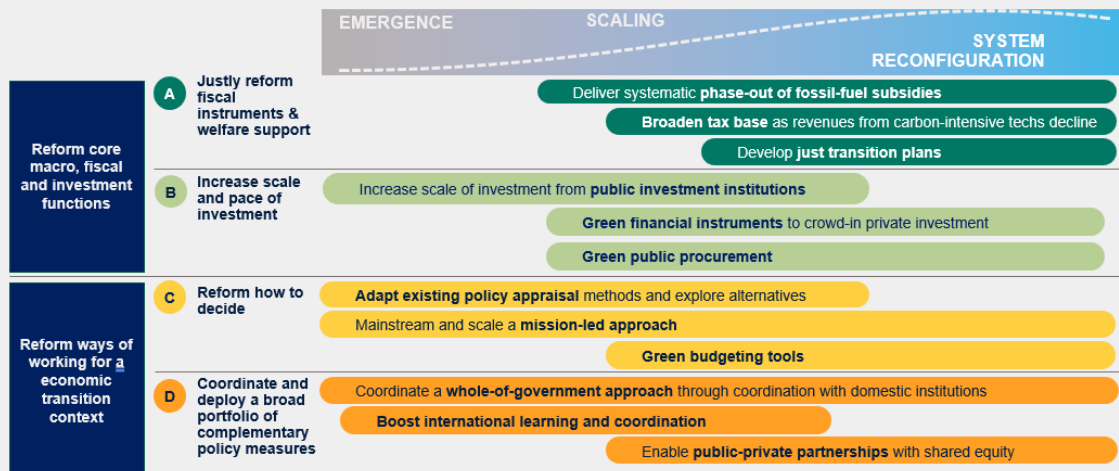 EMERGENCE
SCALING
SYSTEM
RECONFIGURATION
Reform core
macro, fiscal
and investment
functions
A
Justly reform
fiscal
instruments &
welfare support
Deliver systematic phase-out of fossil-fuel subsidies
Broaden tax base as revenues from carbon-intensive techs decline
Develop just transition plans
B
Increase scale
and pace of
investment
Increase scale of investment from public investment institutions
Green financial instruments to crowd-in private investment
Green public procurement
Reform ways of
working for a
economic
transition
context
C
Reform how to
decide
Adapt existing policy appraisal methods and explore alternatives
Mainstream and scale a mission-led approach
Green budgeting tools
D
Coordinate and
deploy a broad
portfolio of
complementary
policy measures
Coordinate a whole-of-government approach through coordination with domestic institutions
Boost international learning and coordination
Enable public-private partnerships with shared equity